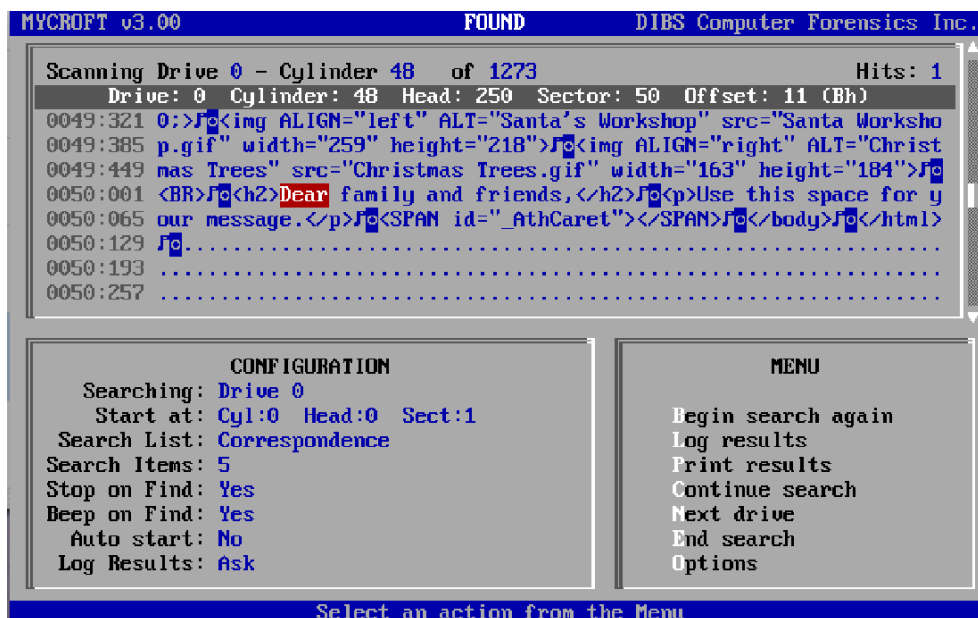 MYCROFT v3.00 FOUND DIBS Computer Forensics Inc.
Scanning Drive 0 - Cylinder 48 of 1273 Hits: 1
Drive: 0 Cylinder: 48 Head: 250 Sector: 50 Offset: 11 (Bh)
0049:321 0;>♪◙<img ALIGN="left" ALT="Santa's Workshop" src="Santa Worksho
0049:385 p.gif" width="259" height="218">♪◙<img ALIGN="right" ALT="Christ
0049:449 mas Trees" src="Christmas Trees.gif" width="163" height="184">♪◙
0050:001 <BR>♪◙<h2>Dear family and friends,</h2>♪◙<p>Use this space for y
0050:065 our message.</p>♪◙<SPAN id="_AthCaret"></SPAN>♪◙</body>♪◙</html>
0050:129 ♪◙..............................................................
0050:193 ................................................................
0050:257 ................................................................
CONFIGURATION
Searching: Drive 0
Start at: Cyl:0 Head:0 Sect:1
Search List: Correspondence
Search Items: 5
Stop on Find: Yes
Beep on Find: Yes
Auto start: No
Log Results: Ask
MENU
Begin search again
Log results
Print results
Continue search
Next drive
End search
Options
Select an action from the Menu